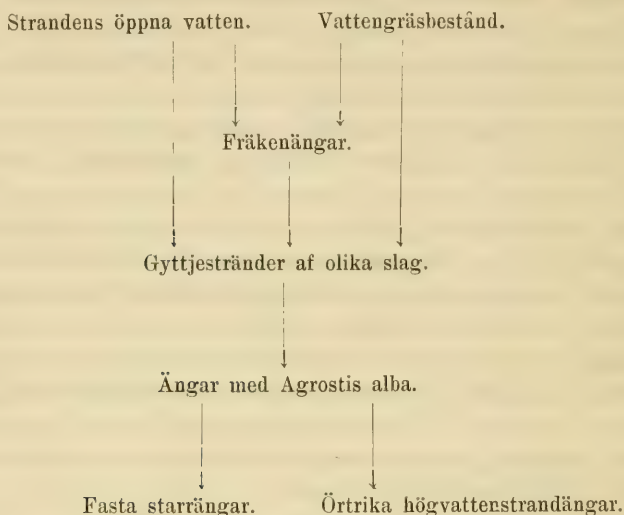 Strandens öppna vatten. Vattengräsbestånd.
Fräkenängar.
Gyttjestränder af olika slag.
Ängar med Agrostis alba.
Fasta starrängar. Örtrika högvattenstrandängar.